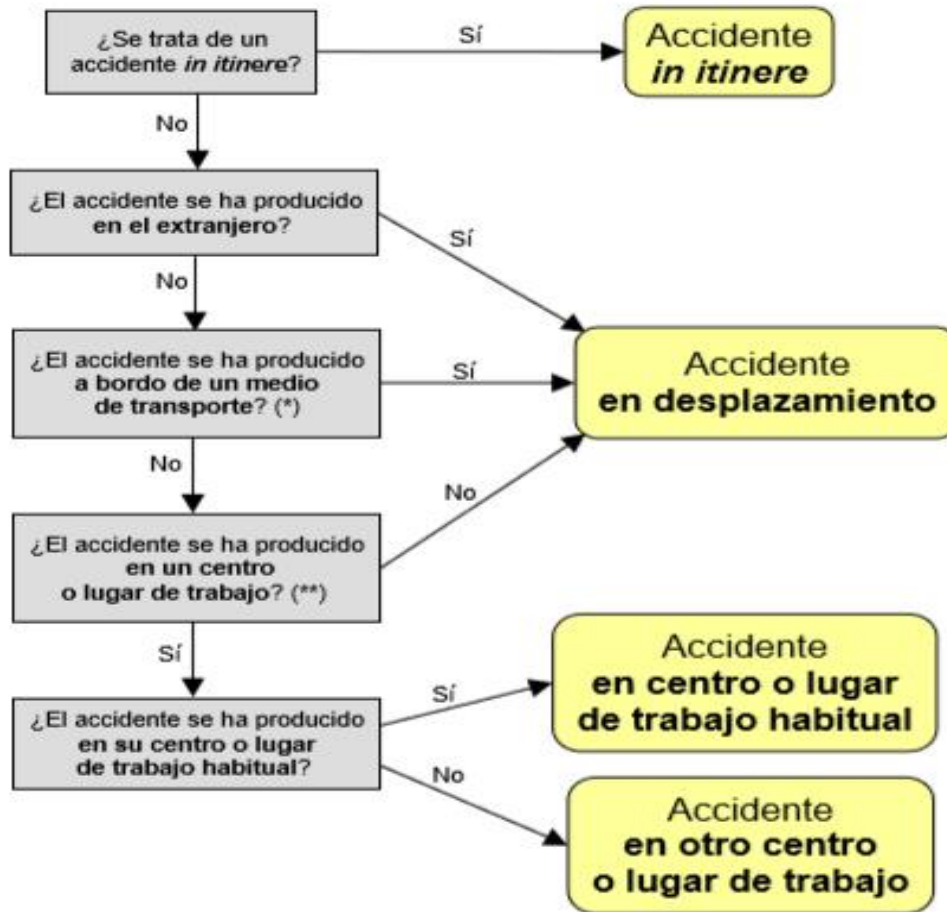 ¿Se trata de un
accidente in itinere?
Sí
Accidente
in itinere
No
¿El accidente se ha producido
en el extranjero?
Sí
No
¿El accidente se ha producido
a bordo de un medio
de transporte? (*)
Sí
Accidente
en desplazamiento
No
¿El accidente se ha producido
en un centro
o lugar de trabajo? (**)
No
Sí
¿El accidente se ha producido
en su centro o lugar
de trabajo habitual?
Sí
Accidente
en centro o lugar
de trabajo habitual
No
Accidente
en otro centro
o lugar de trabajo